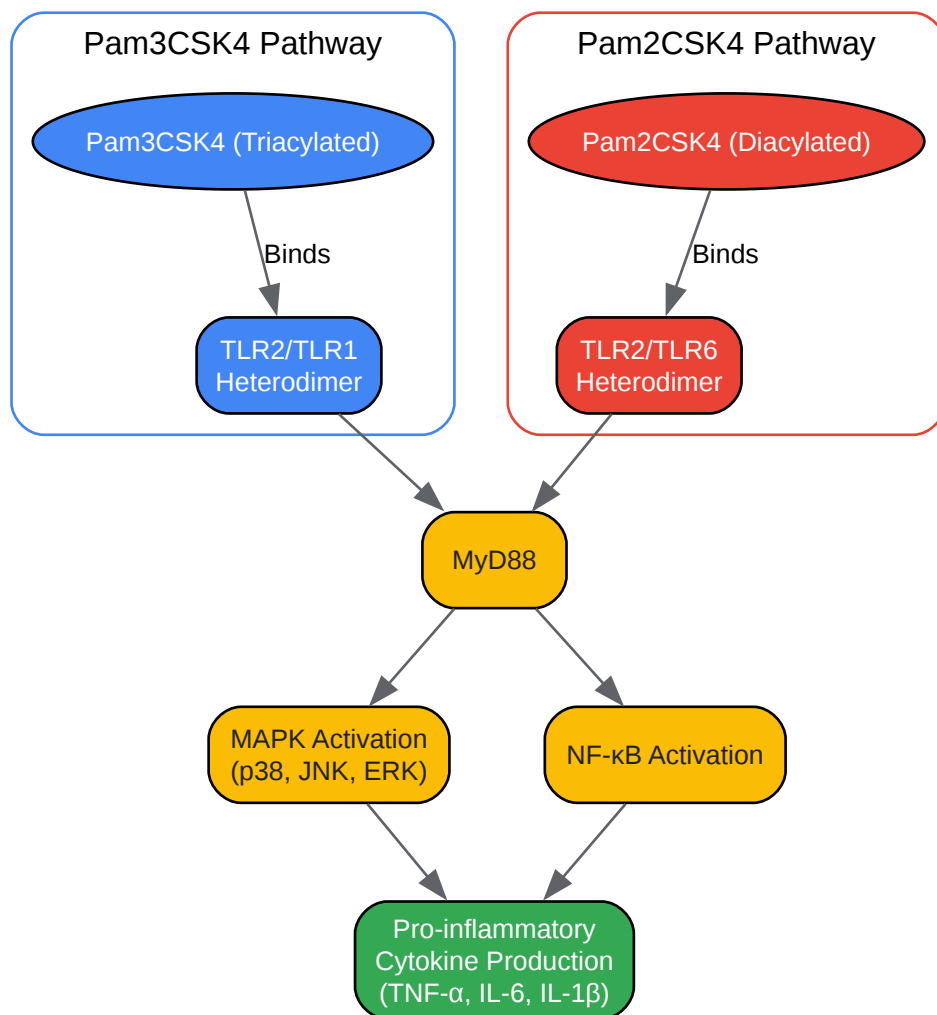 Pam3CSK4 Pathway
Pam2CSK4 Pathway
Pam3CSK4 (Triacylated)
Pam2CSK4 (Diacylated)
Binds
Binds
TLR2/TLR1
Heterodimer
TLR2/TLR6
Heterodimer
MyD88
MAPK Activation
(p38, JNK, ERK)
NF-κB Activation
Pro-inflammatory
Cytokine Production
(TNF-α, IL-6, IL-1β)